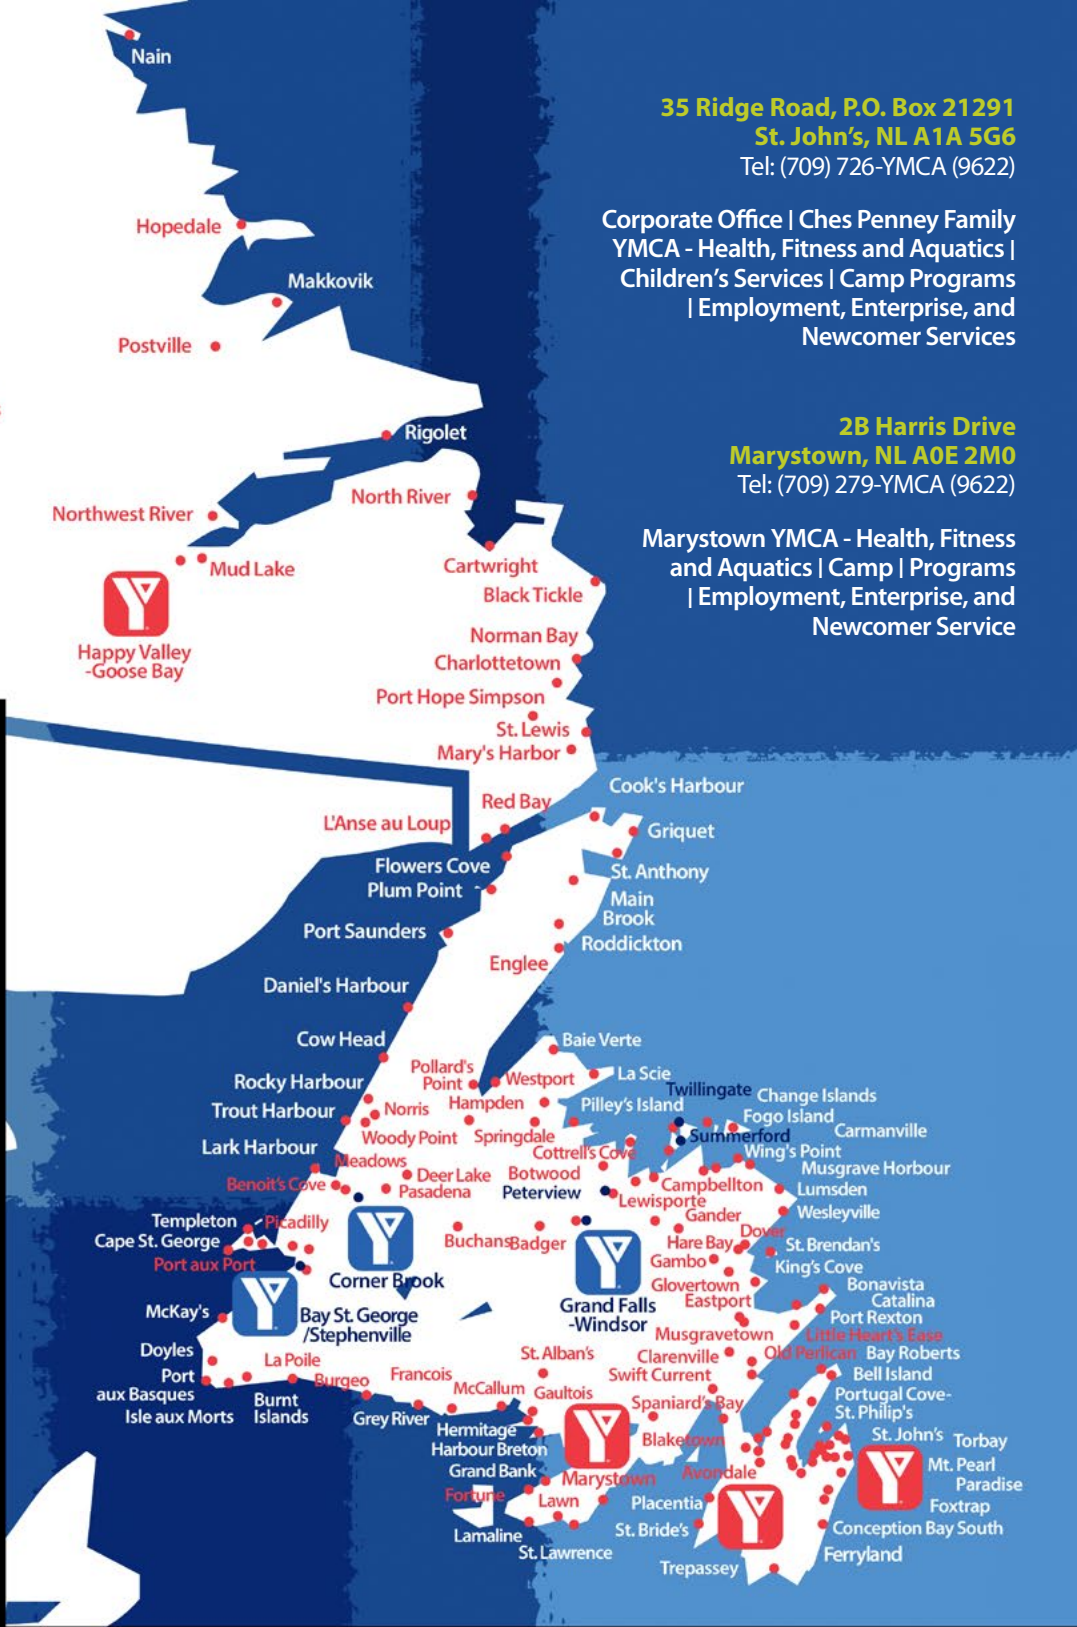 Nain
35 Ridge Road, P.O. Box 21291
St. John's, NL A1A 5G6
Tel: (709) 726-YMCA (9622)
Corporate Office | Ches Penney Family
YMCA - Health, Fitness and Aquatics |
Children's Services | Camp Programs
| Employment, Enterprise, and
Newcomer Services
2B Harris Drive
Marystown, NL A0E 2M0
Tel: (709) 279-YMCA (9622)
Marystown YMCA - Health, Fitness
and Aquatics | Camp | Programs
| Employment, Enterprise, and
Newcomer Service
Hopedale
Makkovik
Postville
Rigolet
North River
Northwest River
Mud Lake
Cartwright
Black Tickle
Happy Valley
-Goose Bay
Norman Bay
Charlottetown
Port Hope Simpson
St. Lewis
Mary's Harbor
Cook's Harbour
Red Bay
L'Anse au Loup
Griquet
Flowers Cove
St. Anthony
Plum Point
Main
Brook
Port Saunders
Roddickton
Englee
Daniel's Harbour
Cow Head
Baie Verte
Pollard's
Point
Westport
La Scie
Rocky Harbour
Twillingate
Change Islands
Trout Harbour
Norris
Hampden
Pilley's Island
Fogo Island
Carmanville
Woody Point
Springdale
Summerford
Lark Harbour
Cottrell's Cove
Wing's Point
Meadows
Musgrave Horbour
Deer Lake
Botwood
Benoit's Cove
Pasadena
Peterview
Campbellton
Lumsden
Lewisporte
Wesleyville
Templeton
Picadilly
Gander
Cape St. George
Buchans
Badger
Hare Bay
Dover
St. Brendan's
Port aux Port
Gambo
King's Cove
Corner Brook
Glovertown
Bonavista
Eastport
Catalina
McKay's
Bay St. George
/Stephenville
Grand Falls
-Windsor
Port Rexton
Musgravetown
Little Heart's Ease
Doyles
La Poile
St. Alban's
Clarenville
Old Perlican
Bay Roberts
Port
aux Basques
Burgeo
Francois
Swift Current
Bell Island
McCallum
Gaultois
Spaniard's Bay
Portugal Cove-
St. Philip's
Isle aux Morts
Burnt
Islands
Grey River
Hermitage
Blaketown
St. John's
Torbay
Harbour Breton
Mt. Pearl
Grand Bank
Marystown
Avondale
Paradise
Fortune
Lawn
Placentia
Foxtrap
Lamaline
St. Bride's
Conception Bay South
St. Lawrence
Ferryland
Trepassey